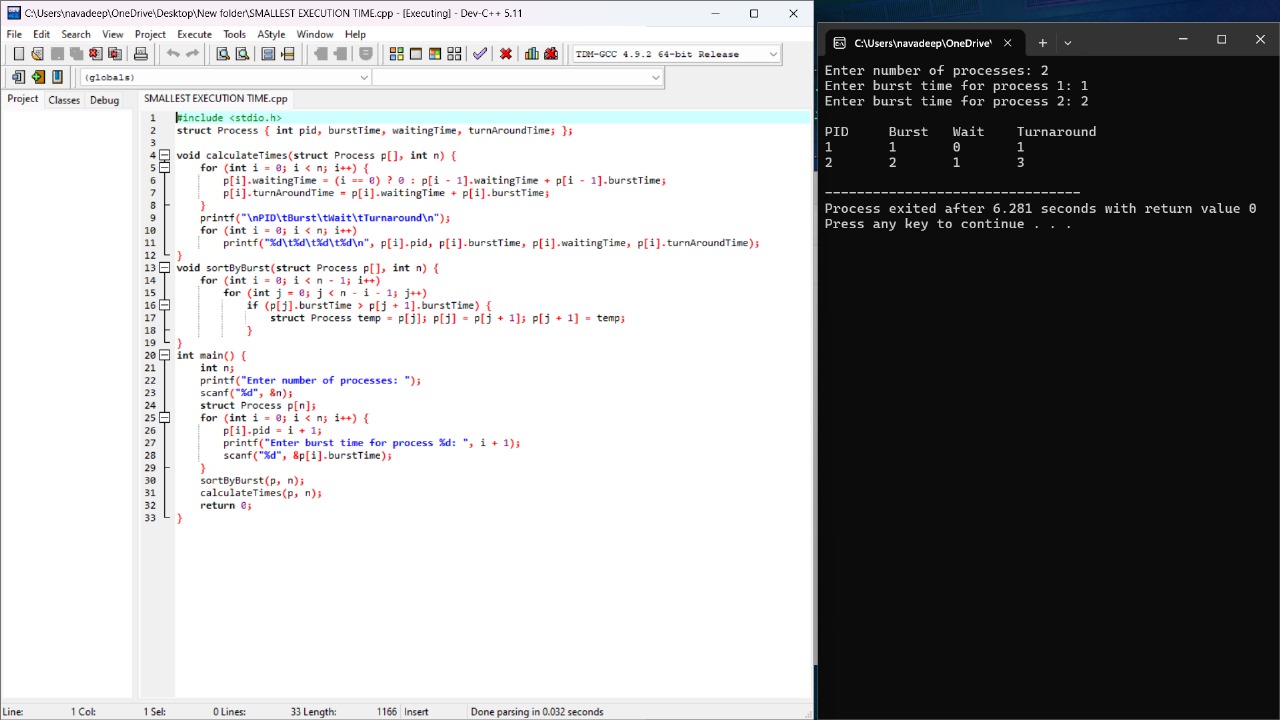 C:\Users\navadeep\OneDrive\Desktop\New folder\SMALLEST EXECUTION TIME.cpp - [Executing] - Dev-C++ 5.11
File Edit Search View Project Execute Tools AStyle Window Help
TDM-GCC 4.9.2 64-bit Release
(globals)
Project Classes Debug
SMALLEST EXECUTION TIME.cpp
1 #include <stdio.h>
2 struct Process { int pid, burstTime, waitingTime, turnAroundTime; };
3
4 void calculateTimes(struct Process p[], int n) {
5 for (int i = 0; i < n; i++) {
6 p[i].waitingTime = (i == 0) ? 0 : p[i - 1].waitingTime + p[i - 1].burstTime;
7 p[i].turnAroundTime = p[i].waitingTime + p[i].burstTime;
8 }
9 printf("\nPID\tBurst\tWait\tTurnaround\n");
10 for (int i = 0; i < n; i++)
11 printf("%d\t%d\t%d\t%d\n", p[i].pid, p[i].burstTime, p[i].waitingTime, p[i].turnAroundTime);
12 }
13 void sortByBurst(struct Process p[], int n) {
14 for (int i = 0; i < n - 1; i++)
15 for (int j = 0; j < n - i - 1; j++)
16 if (p[j].burstTime > p[j + 1].burstTime) {
17 struct Process temp = p[j]; p[j] = p[j + 1]; p[j + 1] = temp;
18 }
19 }
20 int main() {
21 int n;
22 printf("Enter number of processes: ");
23 scanf("%d", &n);
24 struct Process p[n];
25 for (int i = 0; i < n; i++) {
26 p[i].pid = i + 1;
27 printf("Enter burst time for process %d: ", i + 1);
28 scanf("%d", &p[i].burstTime);
29 }
30 sortByBurst(p, n);
31 calculateTimes(p, n);
32 return 0;
33 }
Line: 1 Col: 1 Sel: 0 Lines: 33 Length: 1166 Insert Done parsing in 0.032 seconds
C:\Users\navadeep\OneDrive\
Enter number of processes: 2
Enter burst time for process 1: 1
Enter burst time for process 2: 2
PID Burst Wait Turnaround
1 1 0 1
2 2 1 3
--------------------------------
Process exited after 6.281 seconds with return value 0
Press any key to continue . . .